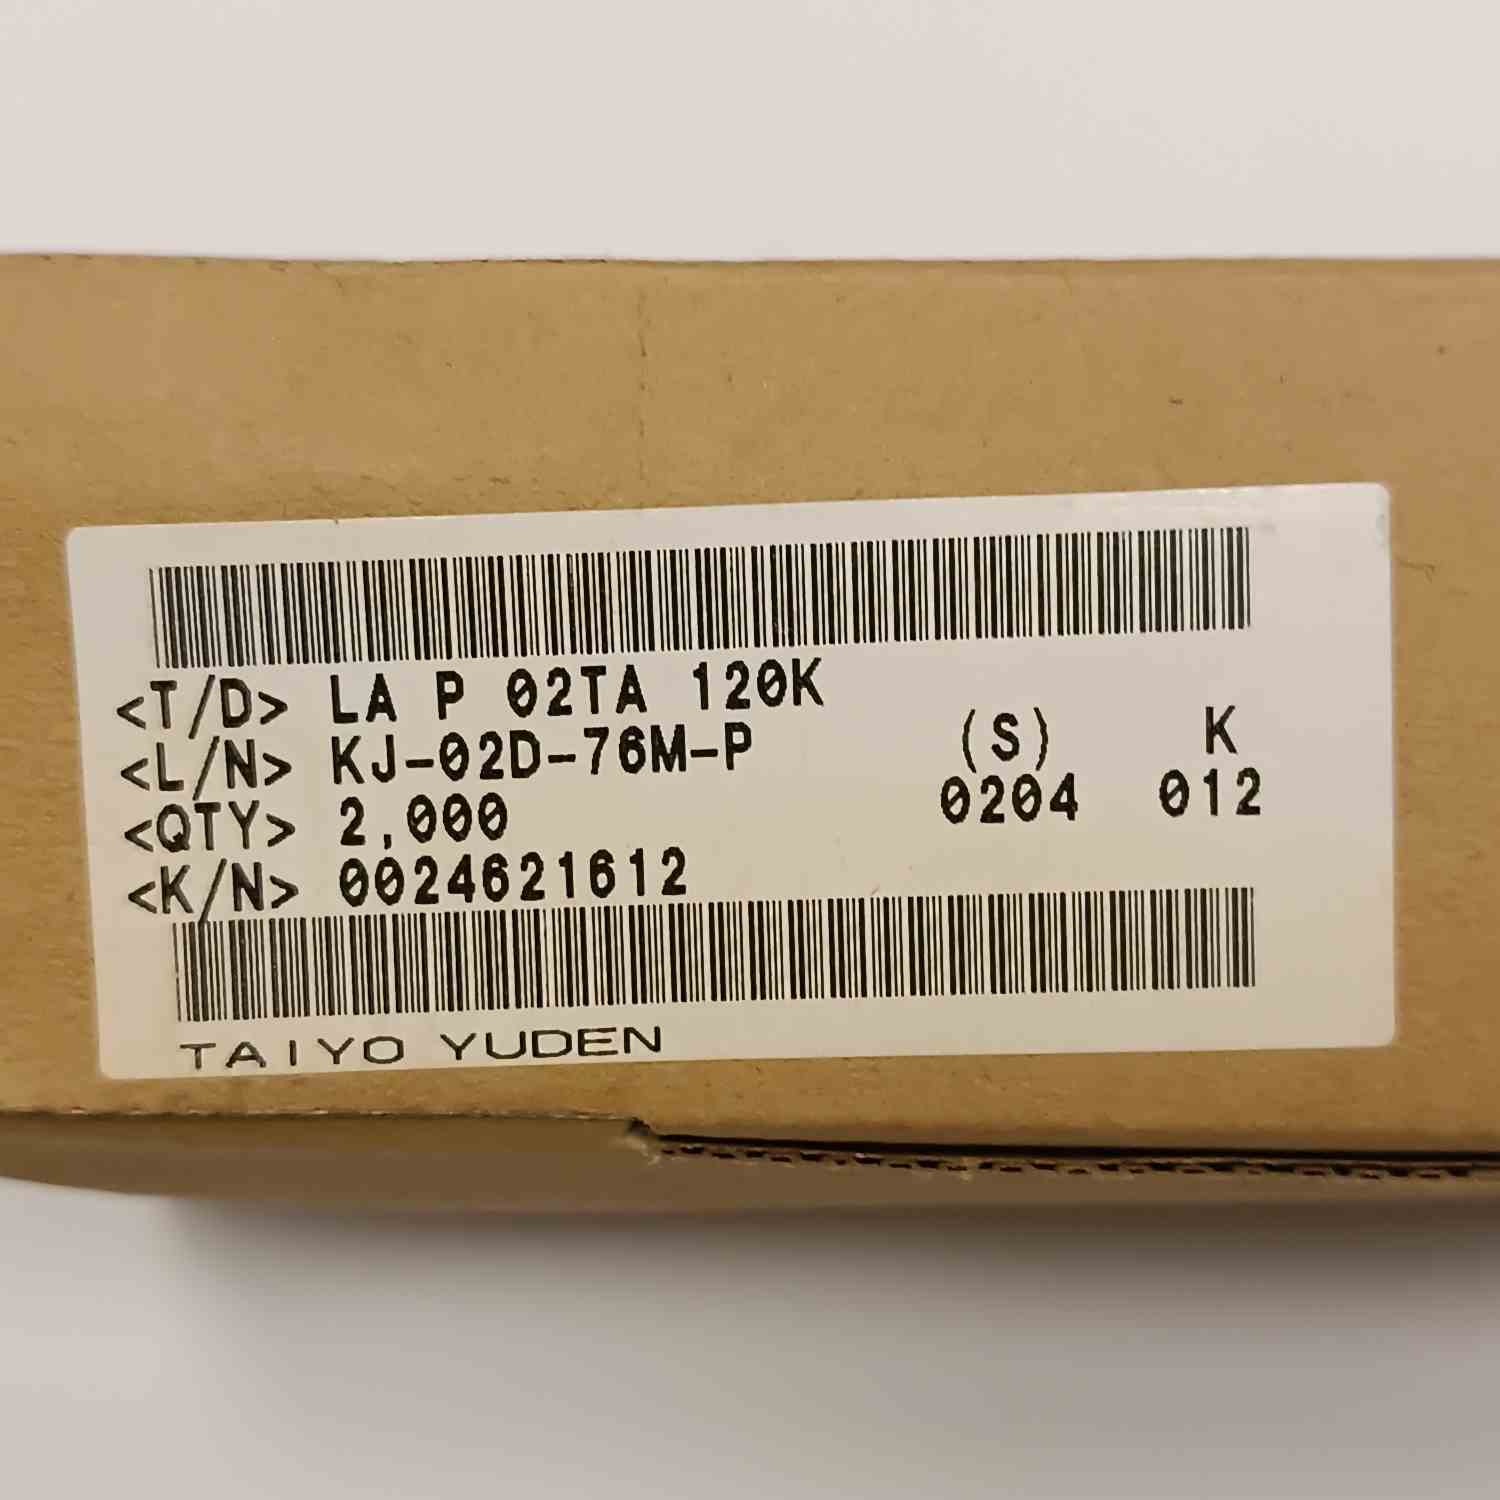 <T/D> LA P 02TA 120K
<L/N> KJ-02D-76M-P (S) K
<QTY> 2,000 0204 012
<K/N> 0024621612
TAIYO YUDEN